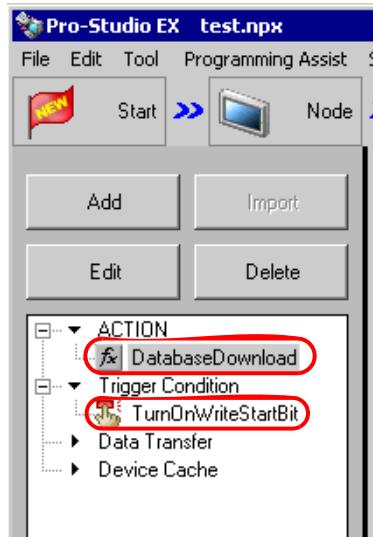 Pro-Studio EX test.npx
File Edit Tool Programming Assist S
NEW Start Node
Add Import
Edit Delete
ACTION
fx DatabaseDownload
Trigger Condition
TurnOnWriteStartBit
Data Transfer
Device Cache